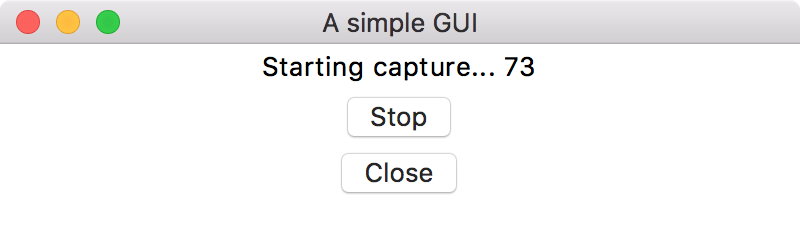 A simple GUI
Starting capture... 73
Stop
Close